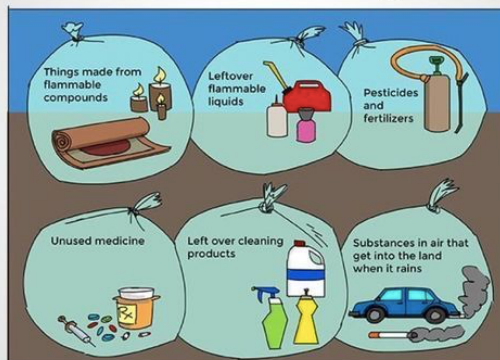 Things made from
flammable
compounds
Leftover
flammable
liquids
Pesticides
and
fertilizers
Unused medicine
Rx
Left over cleaning
products
Substances in air that
get into the land
when it rains